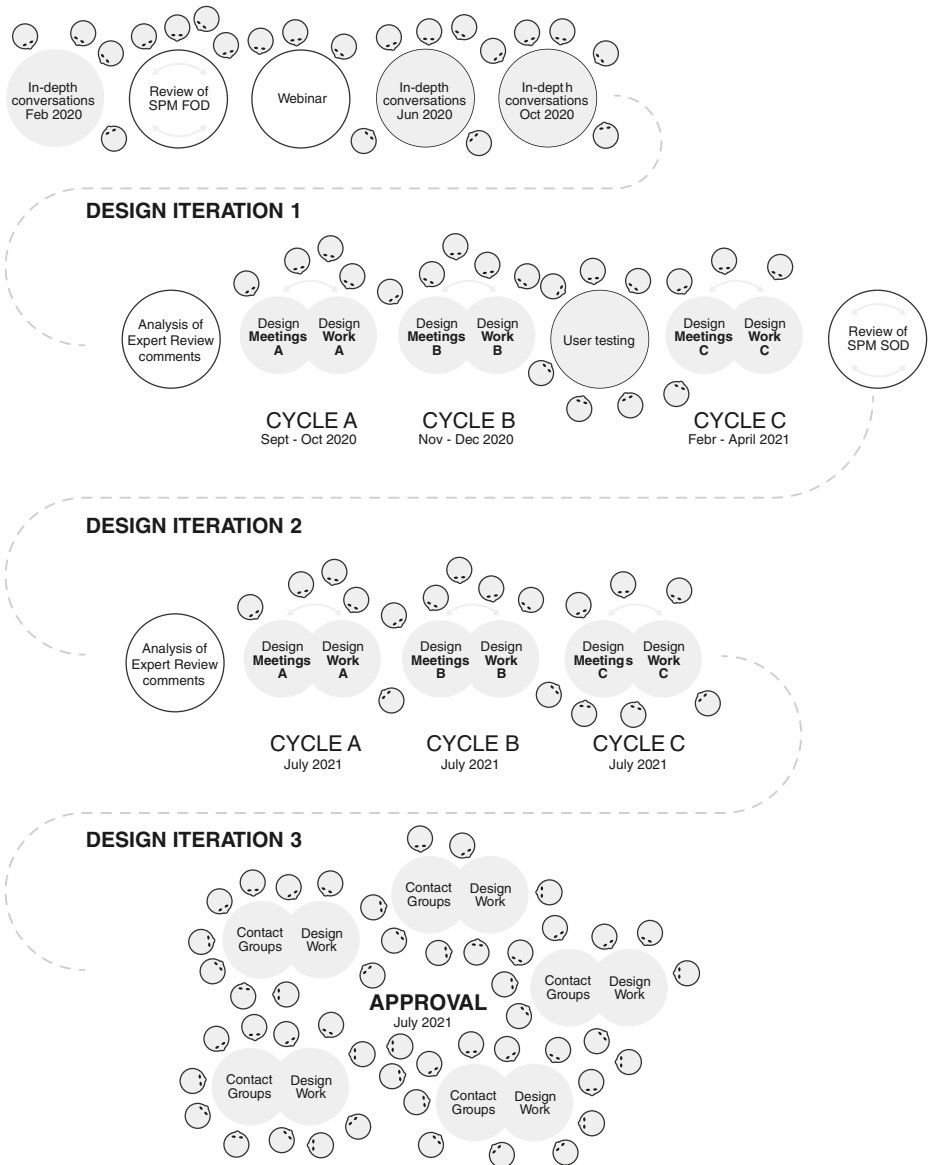 In-depth
conversations
Feb 2020
Review of
SPM FOD
Webinar
In-depth
conversations
Jun 2020
In-depth
conversations
Oct 2020
DESIGN ITERATION 1
Analysis of
Expert Review
comments
Design
Meetings
A
Design
Work
A
Design
Meetings
B
Design
Work
B
User testing
Design
Meetings
C
Design
Work
C
Review of
SPM SOD
CYCLE A
Sept - Oct 2020
CYCLE B
Nov - Dec 2020
CYCLE C
Febr - April 2021
DESIGN ITERATION 2
Analysis of
Expert Review
comments
Design
Meetings
A
Design
Work
A
Design
Meetings
B
Design
Work
B
Design
Meetings
C
Design
Work
C
CYCLE A
July 2021
CYCLE B
July 2021
CYCLE C
July 2021
DESIGN ITERATION 3
Contact
Groups
Design
Work
Contact
Groups
Design
Work
Contact
Groups
Design
Work
APPROVAL
July 2021
Contact
Groups
Design
Work
Contact
Groups
Design
Work